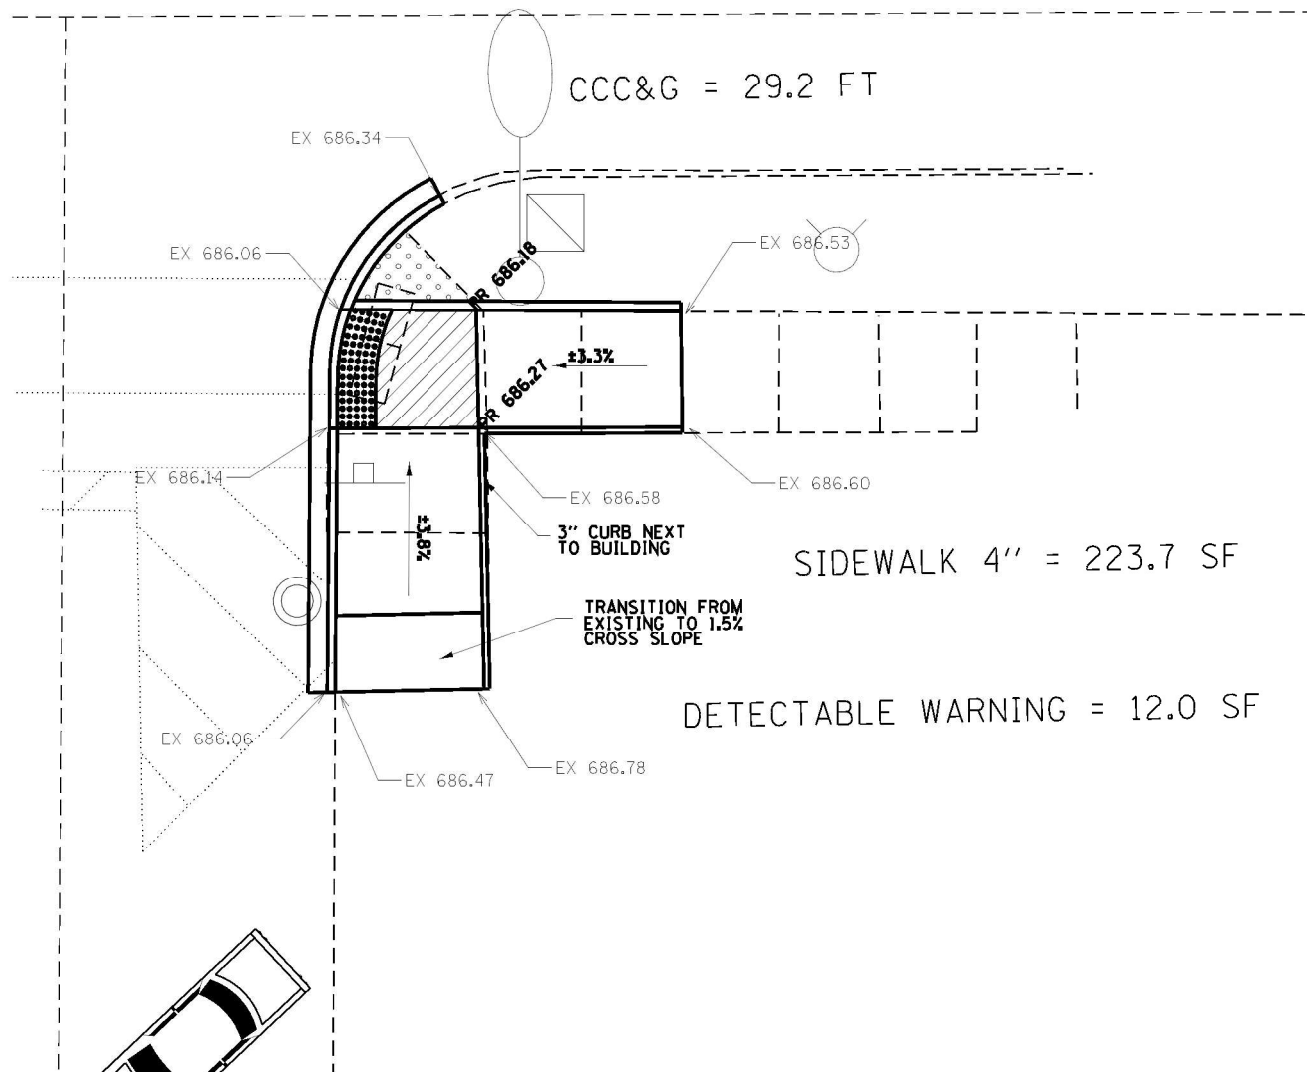 CCC&G = 29.2 FT
EX 686.34
EX 686.06
PR 686.18
EX 686.53
±3.3%
PR 686.27
EX 686.14
EX 686.58
EX 686.60
±3.8%
3" CURB NEXT
TO BUILDING
SIDEWALK 4" = 223.7 SF
TRANSITION FROM
EXISTING TO 1.5%
CROSS SLOPE
DETECTABLE WARNING = 12.0 SF
EX 686.06
EX 686.47
EX 686.78